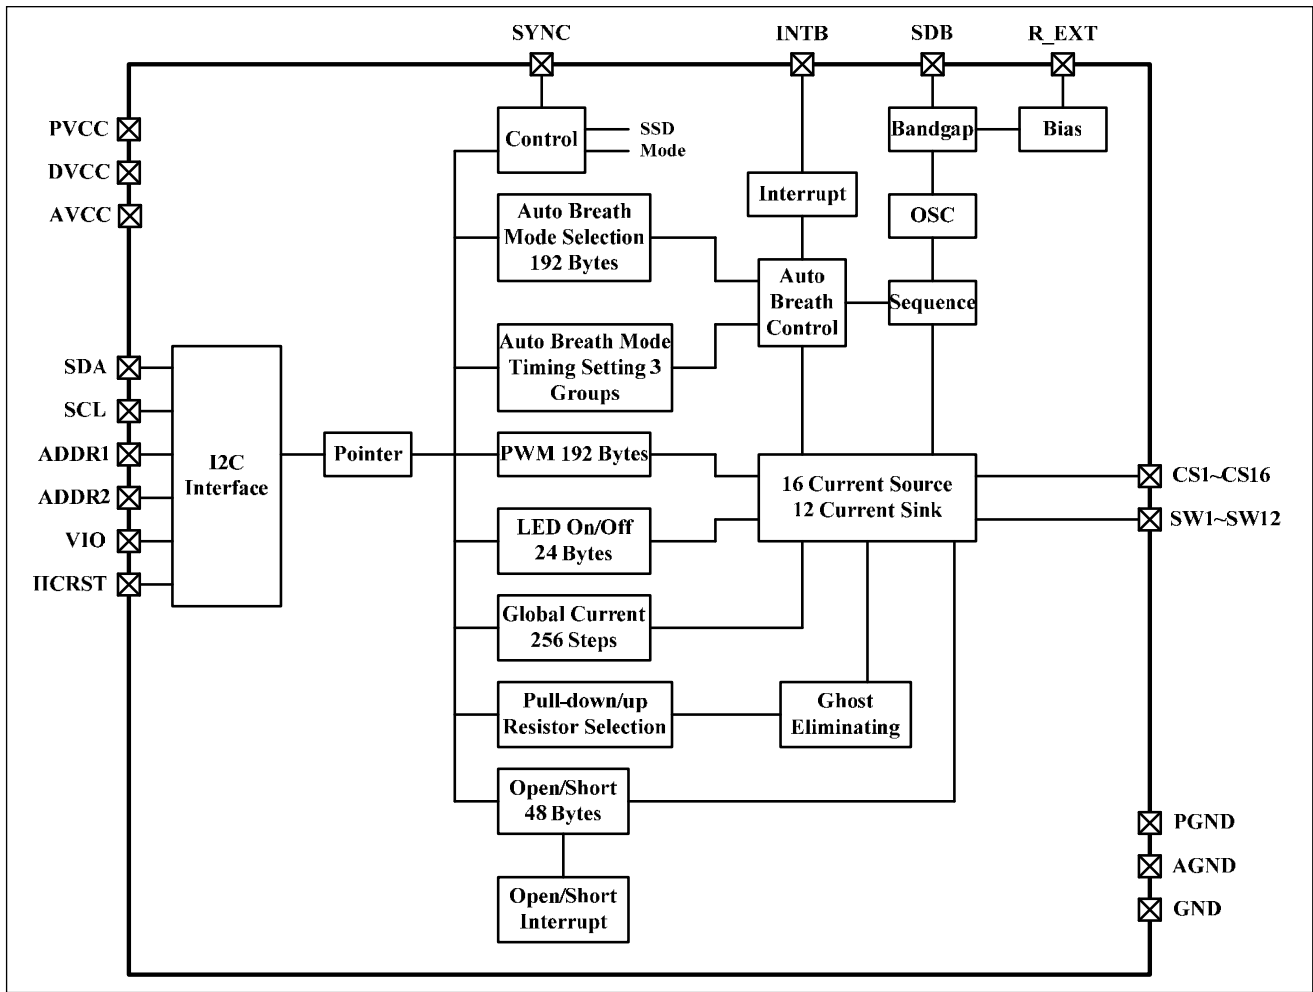 SYNC
INTB
SDB
R_EXT
PVCC
DVCC
AVCC
Control
SSD
Mode
Bandgap
Bias
Interrupt
OSC
Auto Breath
Mode Selection
192 Bytes
Auto
Breath
Control
Sequence
Auto Breath Mode
Timing Setting 3
Groups
SDA
SCL
ADDR1
ADDR2
VIO
IICRST
I2C
Interface
Pointer
PWM 192 Bytes
16 Current Source
12 Current Sink
CS1~CS16
SW1~SW12
LED On/Off
24 Bytes
Global Current
256 Steps
Pull-down/up
Resistor Selection
Ghost
Eliminating
Open/Short
48 Bytes
Open/Short
Interrupt
PGND
AGND
GND